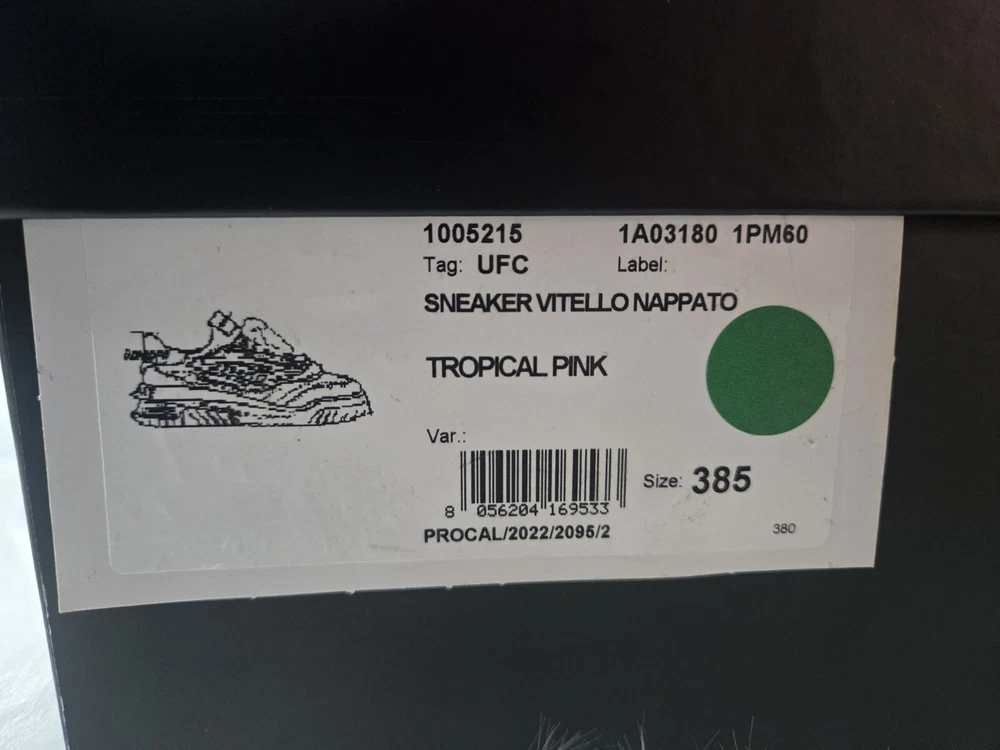 1005215 1A03180 1PM60
Tag: UFC Label:
SNEAKER VITELLO NAPPATO
TROPICAL PINK
Var.:
Size: 385
8 056204 169533
PROCAL/2022/2095/2
380